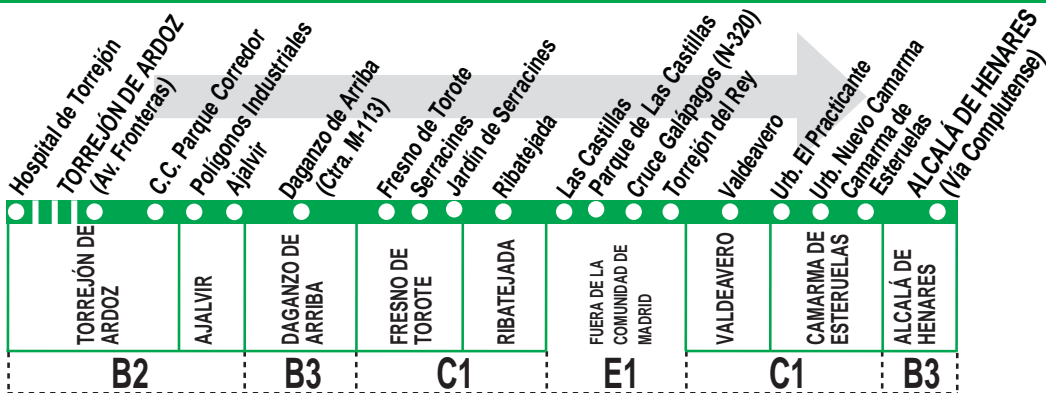 Hospital de Torrejón
TORREJÓN DE ARDOZ
(Av. Fronteras)
C.C. Parque Corredor
Polígonos Industriales
Ajalvir
Daganzo de Arriba
(Ctra. M-113)
Fresno de Torote
Serracines
Jardín de Serracines
Ribatejada
Las Castillas
Parque de Las Castillas
Cruce Galápagos (N-320)
Torrejón del Rey
Valdeavero
Urb. El Practicante
Urb. Nuevo Camarma
Camarma de
Esteruelas
ALCALÁ DE HENARES
(Vía Complutense)
TORREJÓN DE
ARDOZ
AJALVIR
DAGANZO DE
ARRIBA
FRESNO DE
TOROTE
RIBATEJADA
FUERA DE LA
COMUNIDAD DE
MADRID
VALDEAVERO
CAMARMA DE
ESTERUELAS
ALCALÁ DE
HENARES
B2
B3
C1
E1
C1
B3